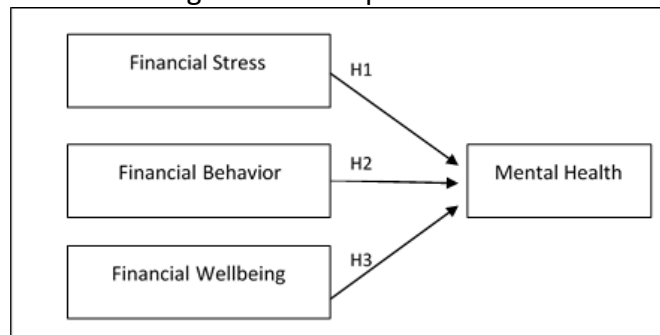 Financial Stress
H1
Financial Behavior
H2
Mental Health
Financial Wellbeing
H3